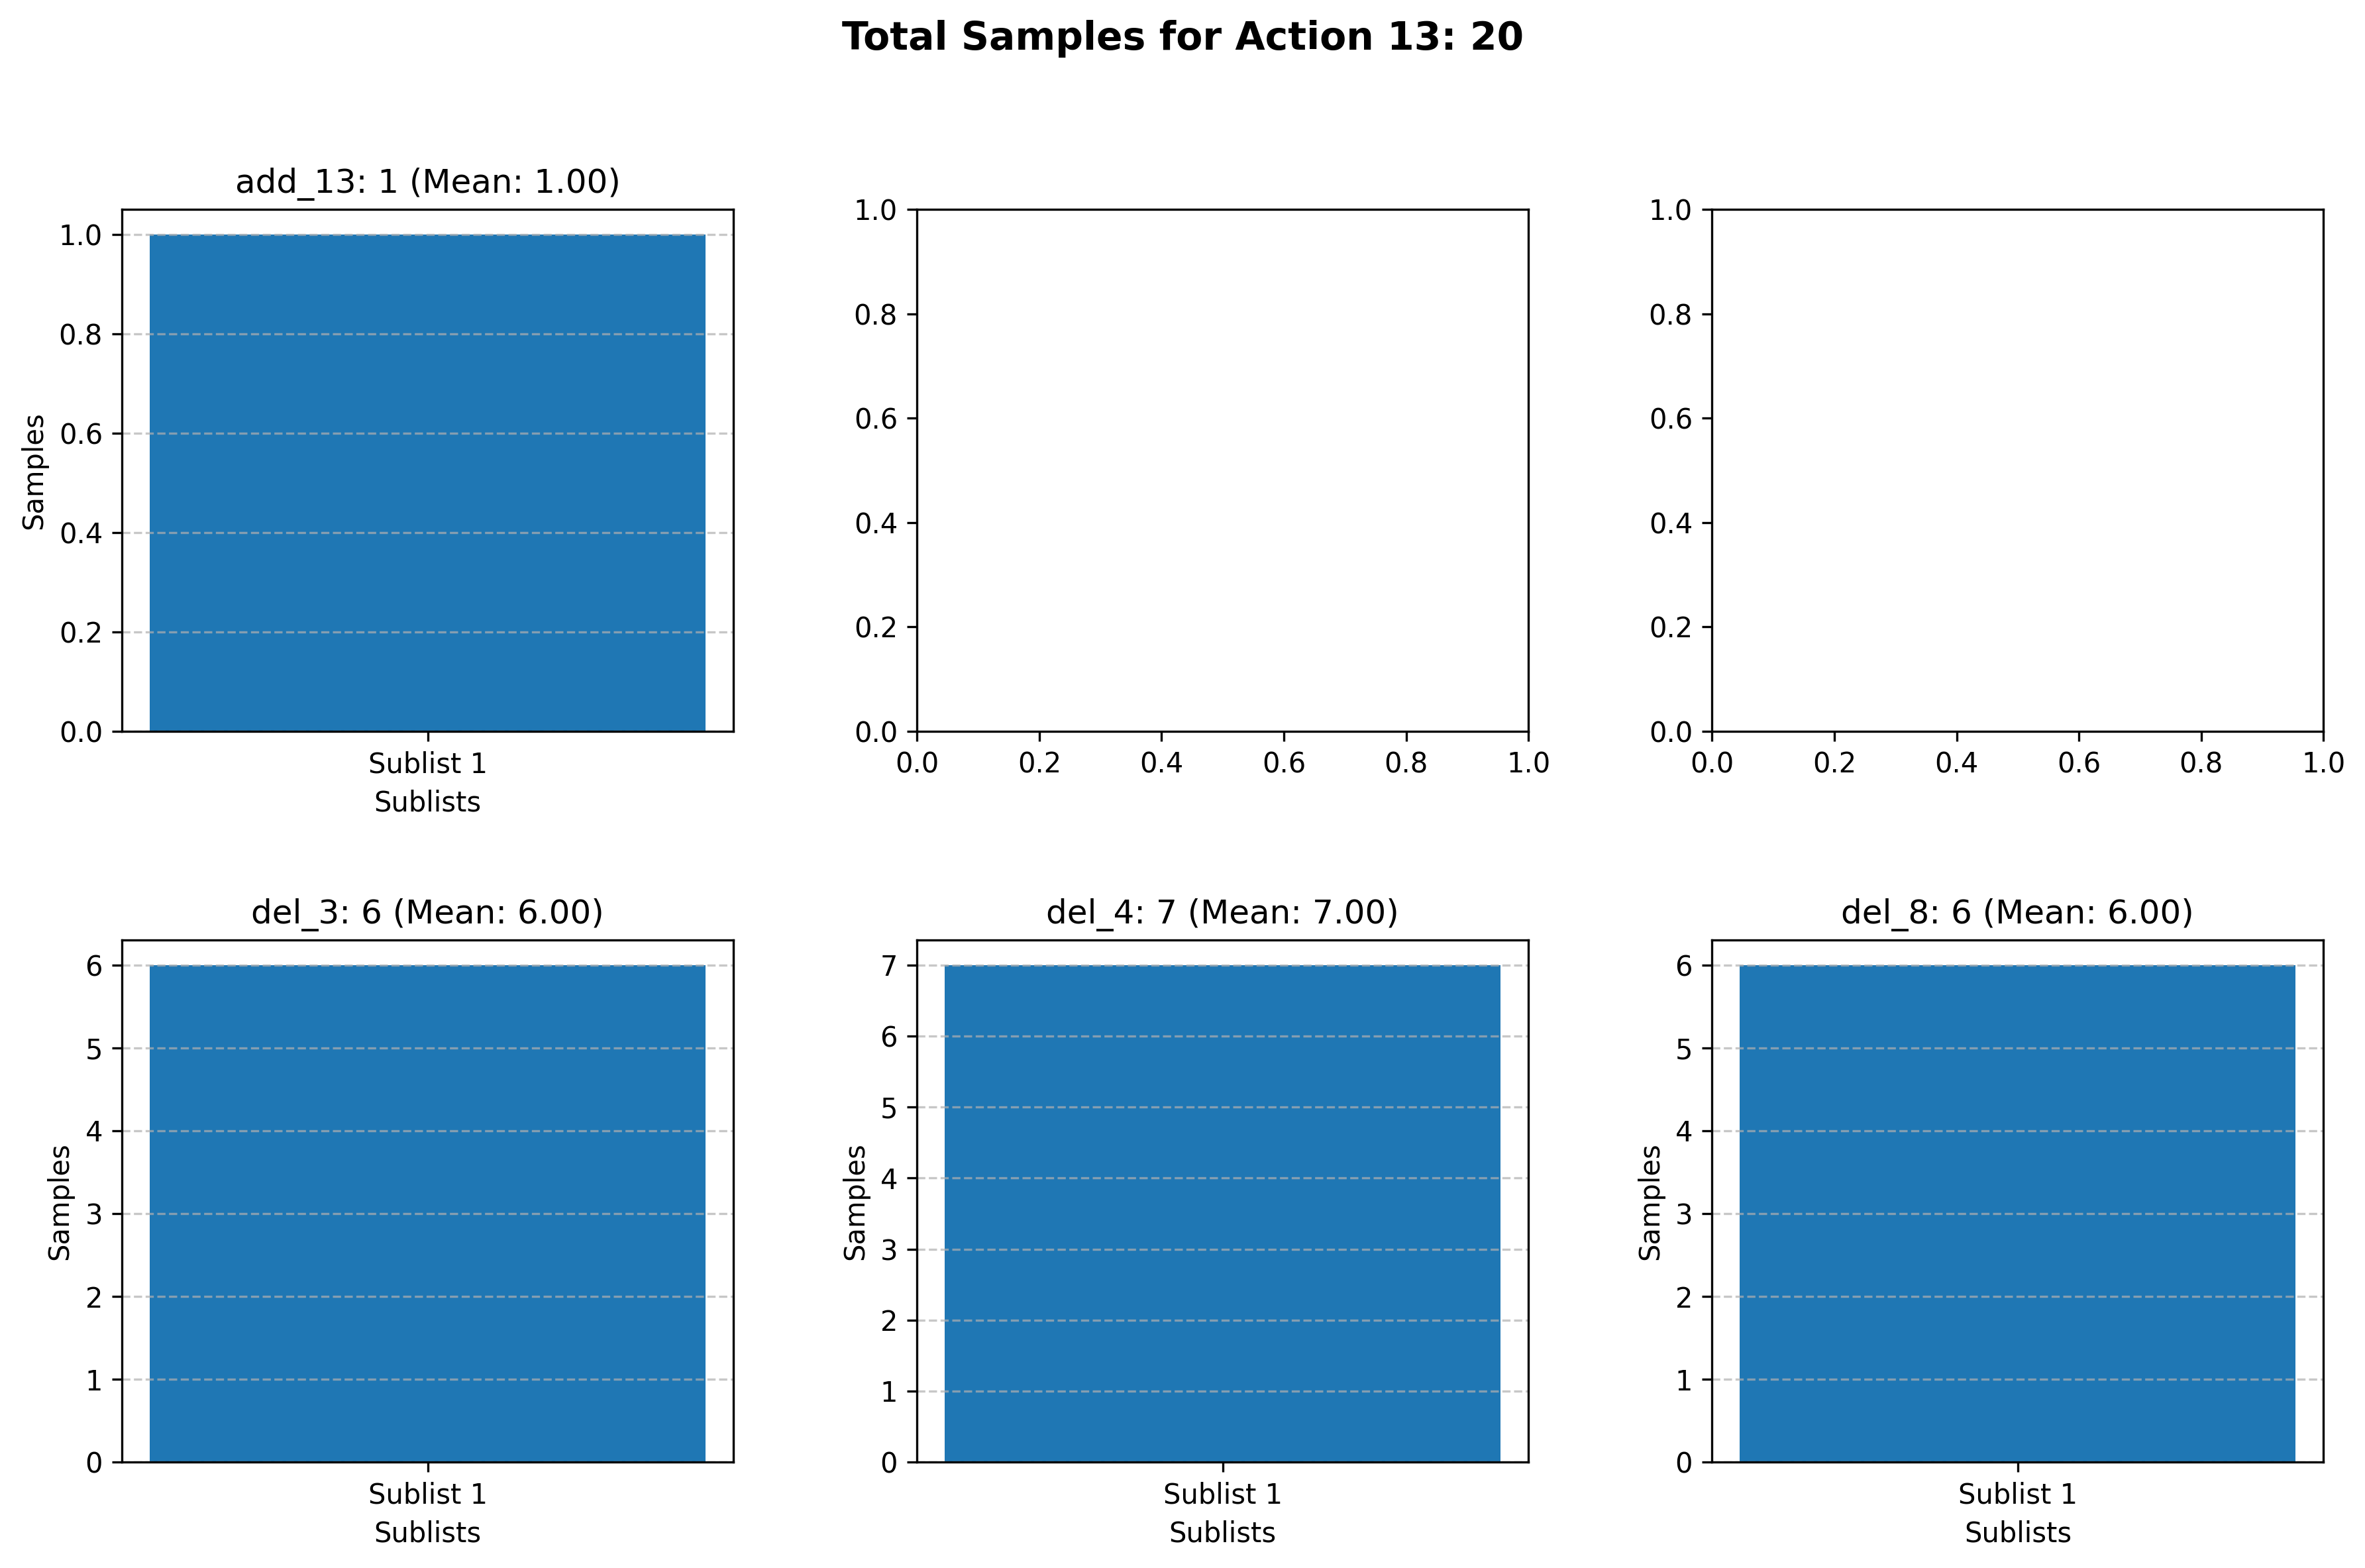 Total Samples for Action 13: 20
add_13: 1 (Mean: 1.00)
1.0
0.8
0.6
0.4
0.2
0.0
Samples
Sublist 1
Sublists
1.0
0.8
0.6
0.4
0.2
0.0
0.0 0.2 0.4 0.6 0.8 1.0
1.0
0.8
0.6
0.4
0.2
0.0
0.0 0.2 0.4 0.6 0.8 1.0
del_3: 6 (Mean: 6.00)
6
5
4
3
2
1
0
Samples
Sublist 1
Sublists
del_4: 7 (Mean: 7.00)
7
6
5
4
3
2
1
0
Samples
Sublist 1
Sublists
del_8: 6 (Mean: 6.00)
6
5
4
3
2
1
0
Samples
Sublist 1
Sublists